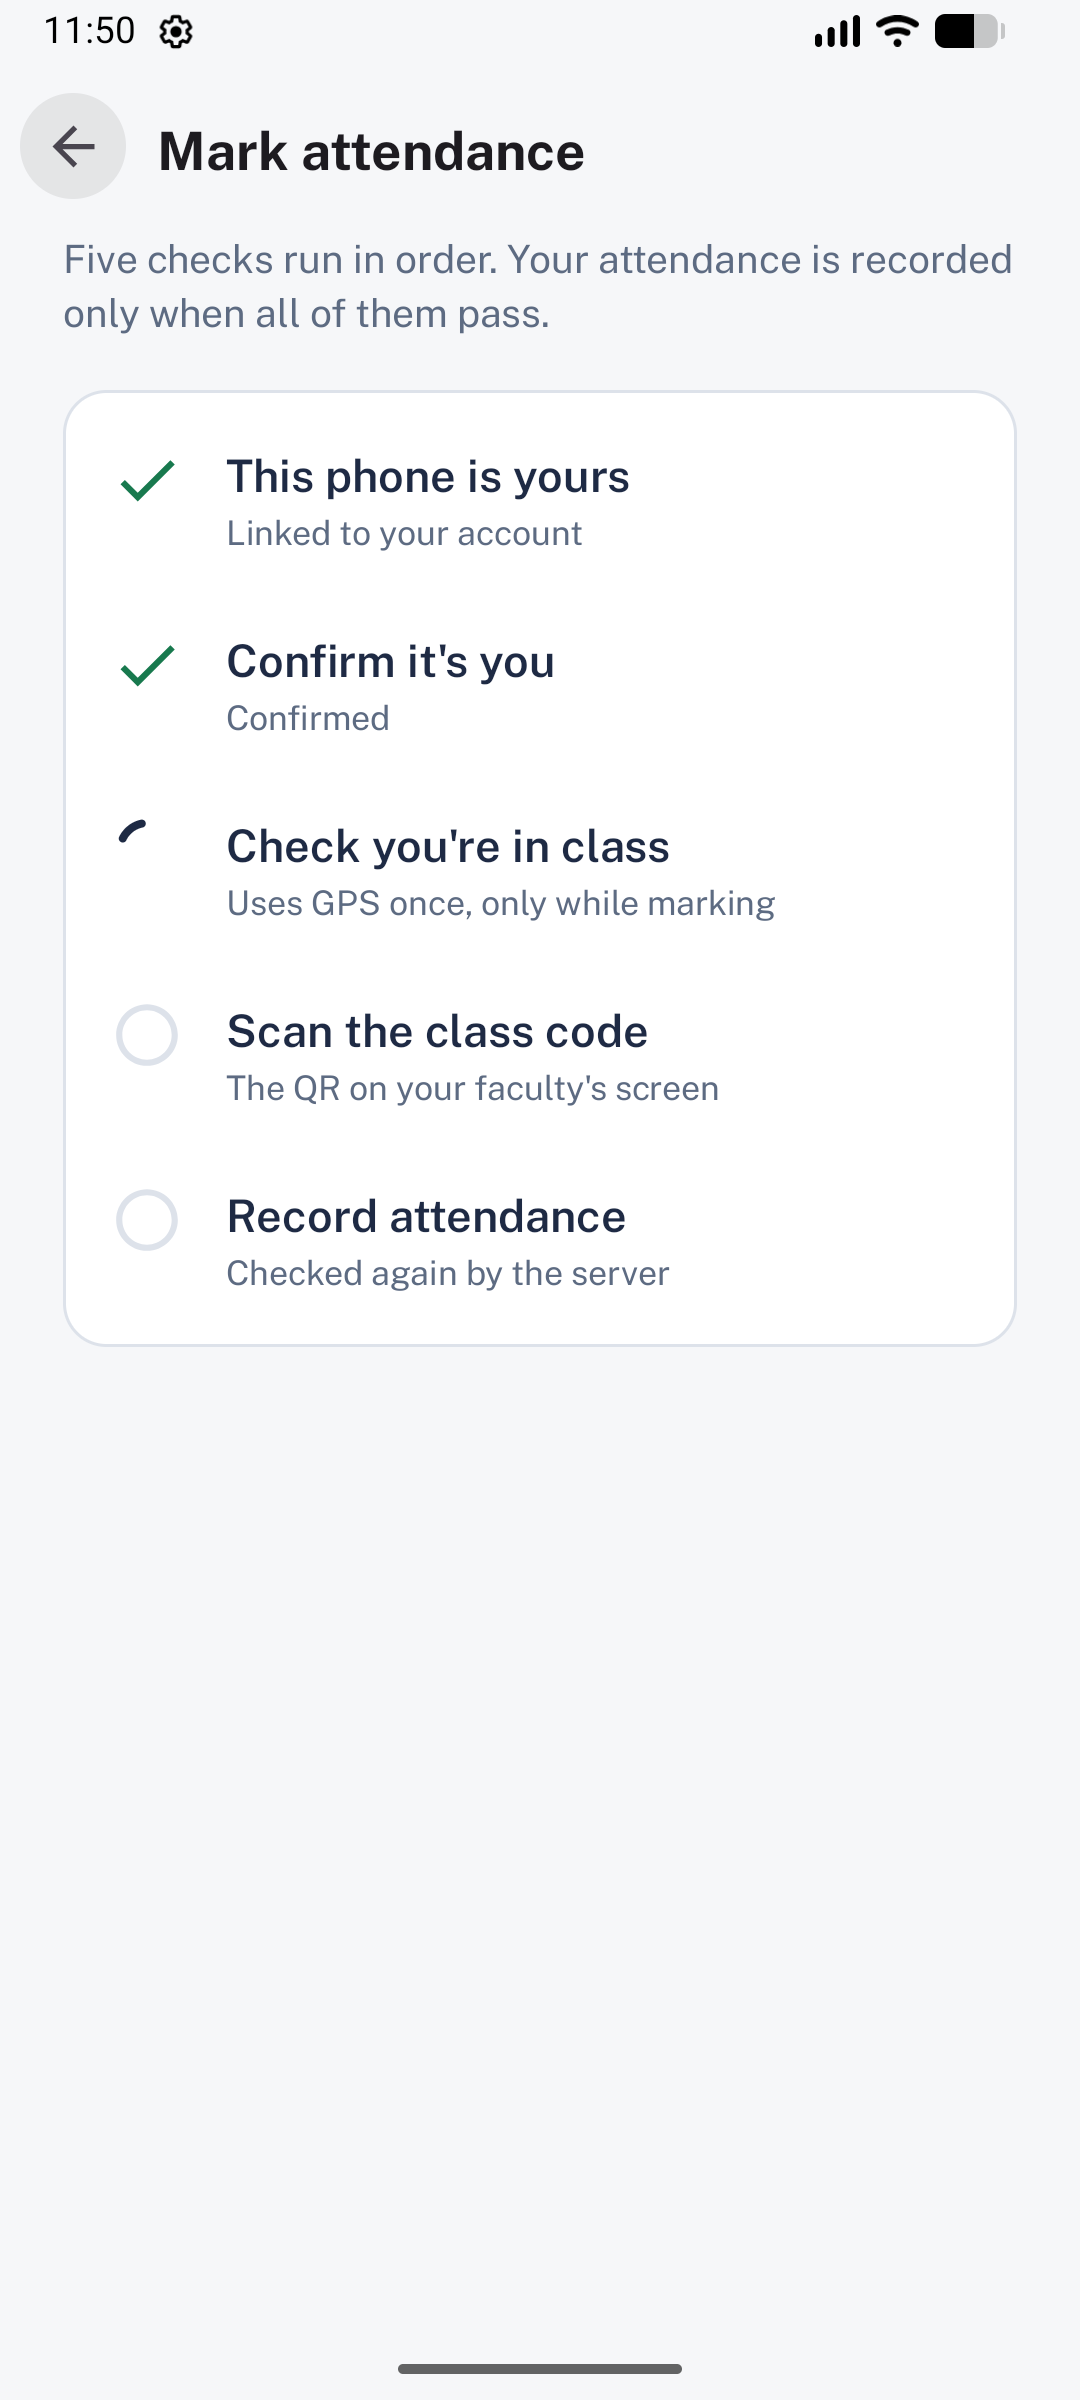 11:50
Mark attendance
Five checks run in order. Your attendance is recorded
only when all of them pass.
This phone is yours
Linked to your account
Confirm it's you
Confirmed
Check you're in class
Uses GPS once, only while marking
Scan the class code
The QR on your faculty's screen
Record attendance
Checked again by the server